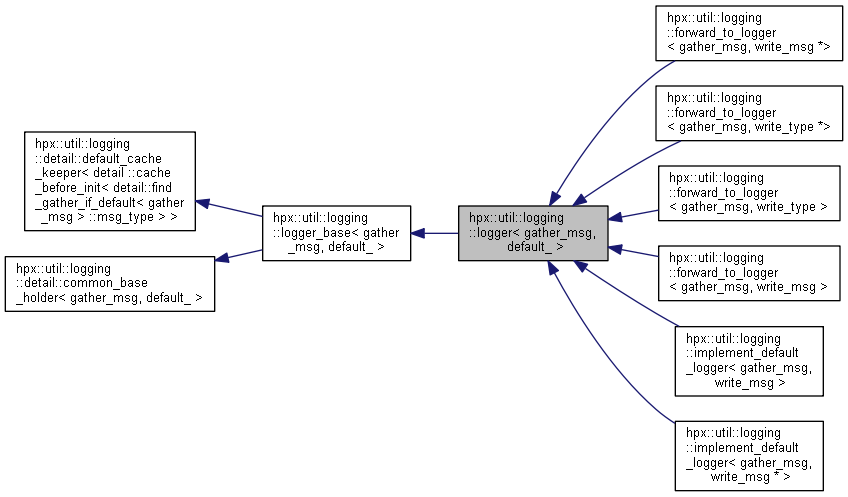 hpx::util::logging
::detail::default_cache
_keeper< detail ::cache
_before_init< detail::find
_gather_if_default< gather
_msg > ::msg_type > >
hpx::util::logging
::detail::common_base
_holder< gather_msg, default_ >
hpx::util::logging
::logger_base< gather
_msg, default_ >
hpx::util::logging
::logger< gather_msg,
default_ >
hpx::util::logging
::forward_to_logger
< gather_msg, write_msg *>
hpx::util::logging
::forward_to_logger
< gather_msg, write_type *>
hpx::util::logging
::forward_to_logger
< gather_msg, write_type >
hpx::util::logging
::forward_to_logger
< gather_msg, write_msg >
hpx::util::logging
::implement_default
_logger< gather_msg,
write_msg >
hpx::util::logging
::implement_default
_logger< gather_msg,
write_msg * >